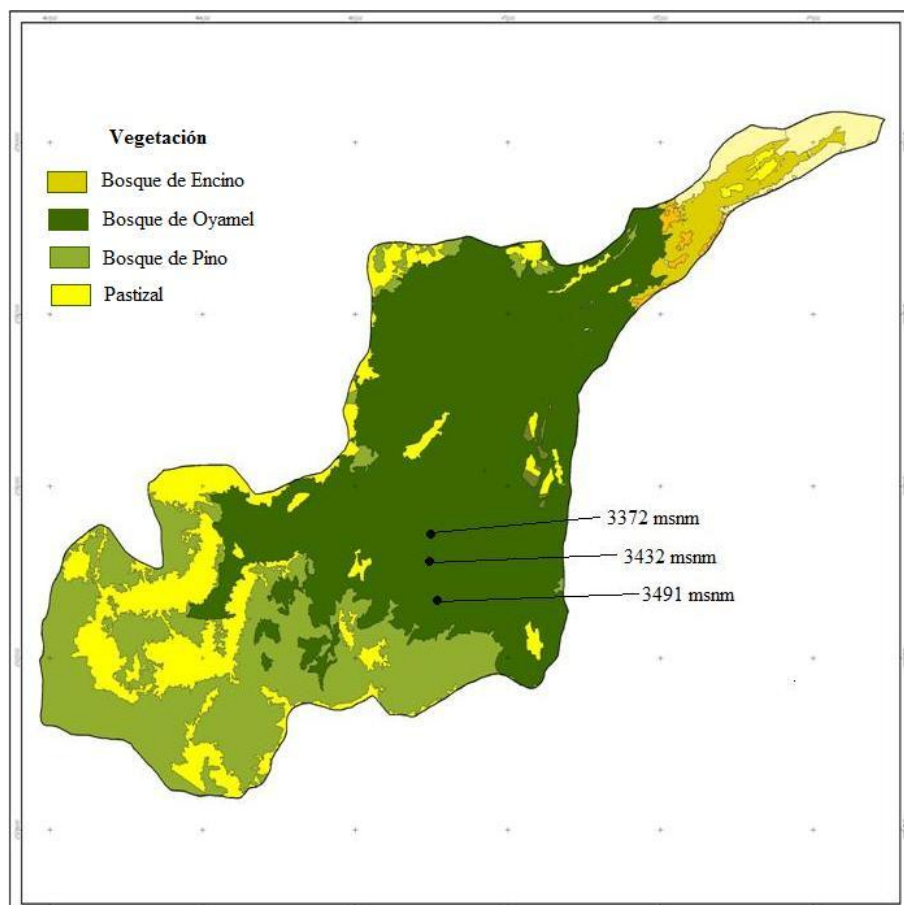 Vegetación
Bosque de Encino
Bosque de Oyamel
Bosque de Pino
Pastizal
3372 msnm
3432 msnm
3491 msnm